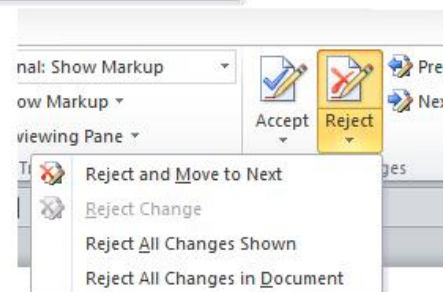 nal: Show Markup
ow Markup
viewing Pane
Accept
Reject
Pre
Nex
Reject and Move to Next
Reject Change
Reject All Changes Shown
Reject All Changes in Document